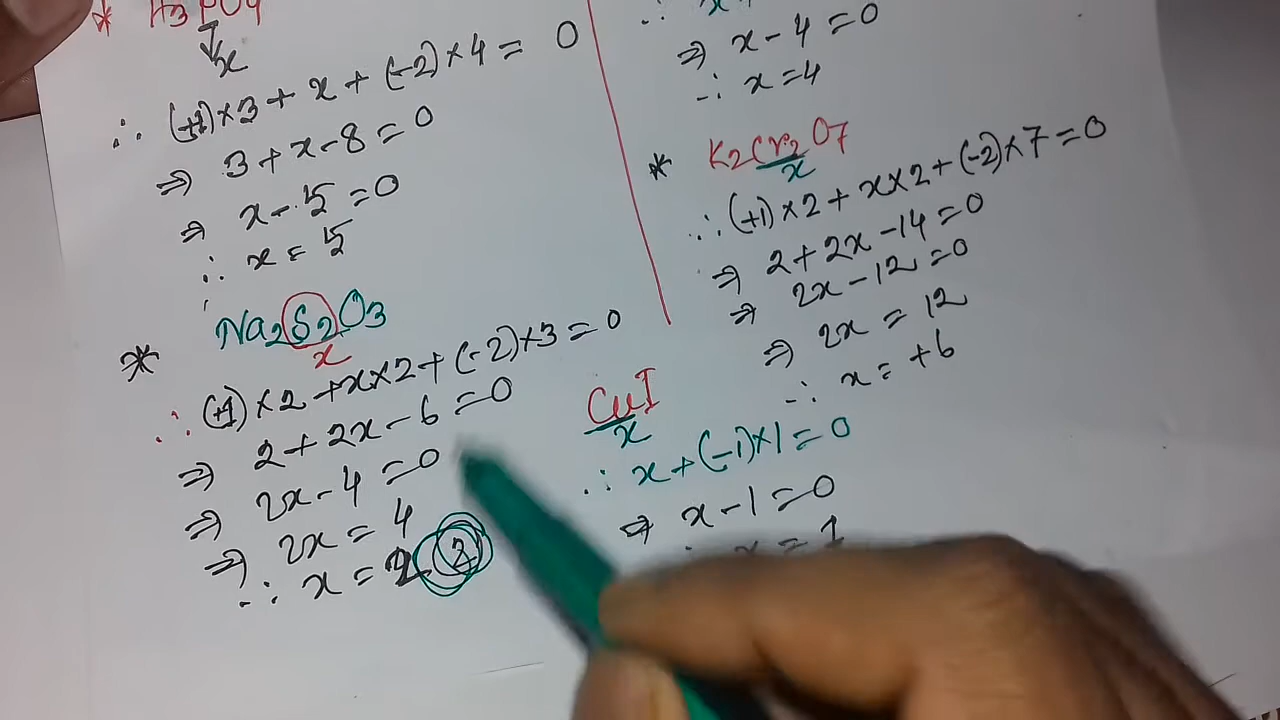 * H3PO4
x
∴ (+1)×3 + x + (-2)×4 = 0
⇒ 3 + x - 8 = 0
⇒ x - 5 = 0
∴ x = 5
* Na2S2O3
x
∴ (+1)×2 + x×2 + (-2)×3 = 0
⇒ 2 + 2x - 6 = 0
⇒ 2x - 4 = 0
⇒ 2x = 4
∴ x = 2 2
⇒ x - 4 = 0
∴ x = 4
* K2Cr2O7
x
∴ (+1)×2 + x×2 + (-2)×7 = 0
⇒ 2 + 2x - 14 = 0
⇒ 2x - 12 = 0
⇒ 2x = 12
∴ x = +6
CuI
x
∴ x + (-1)×1 = 0
⇒ x - 1 = 0
x = 1